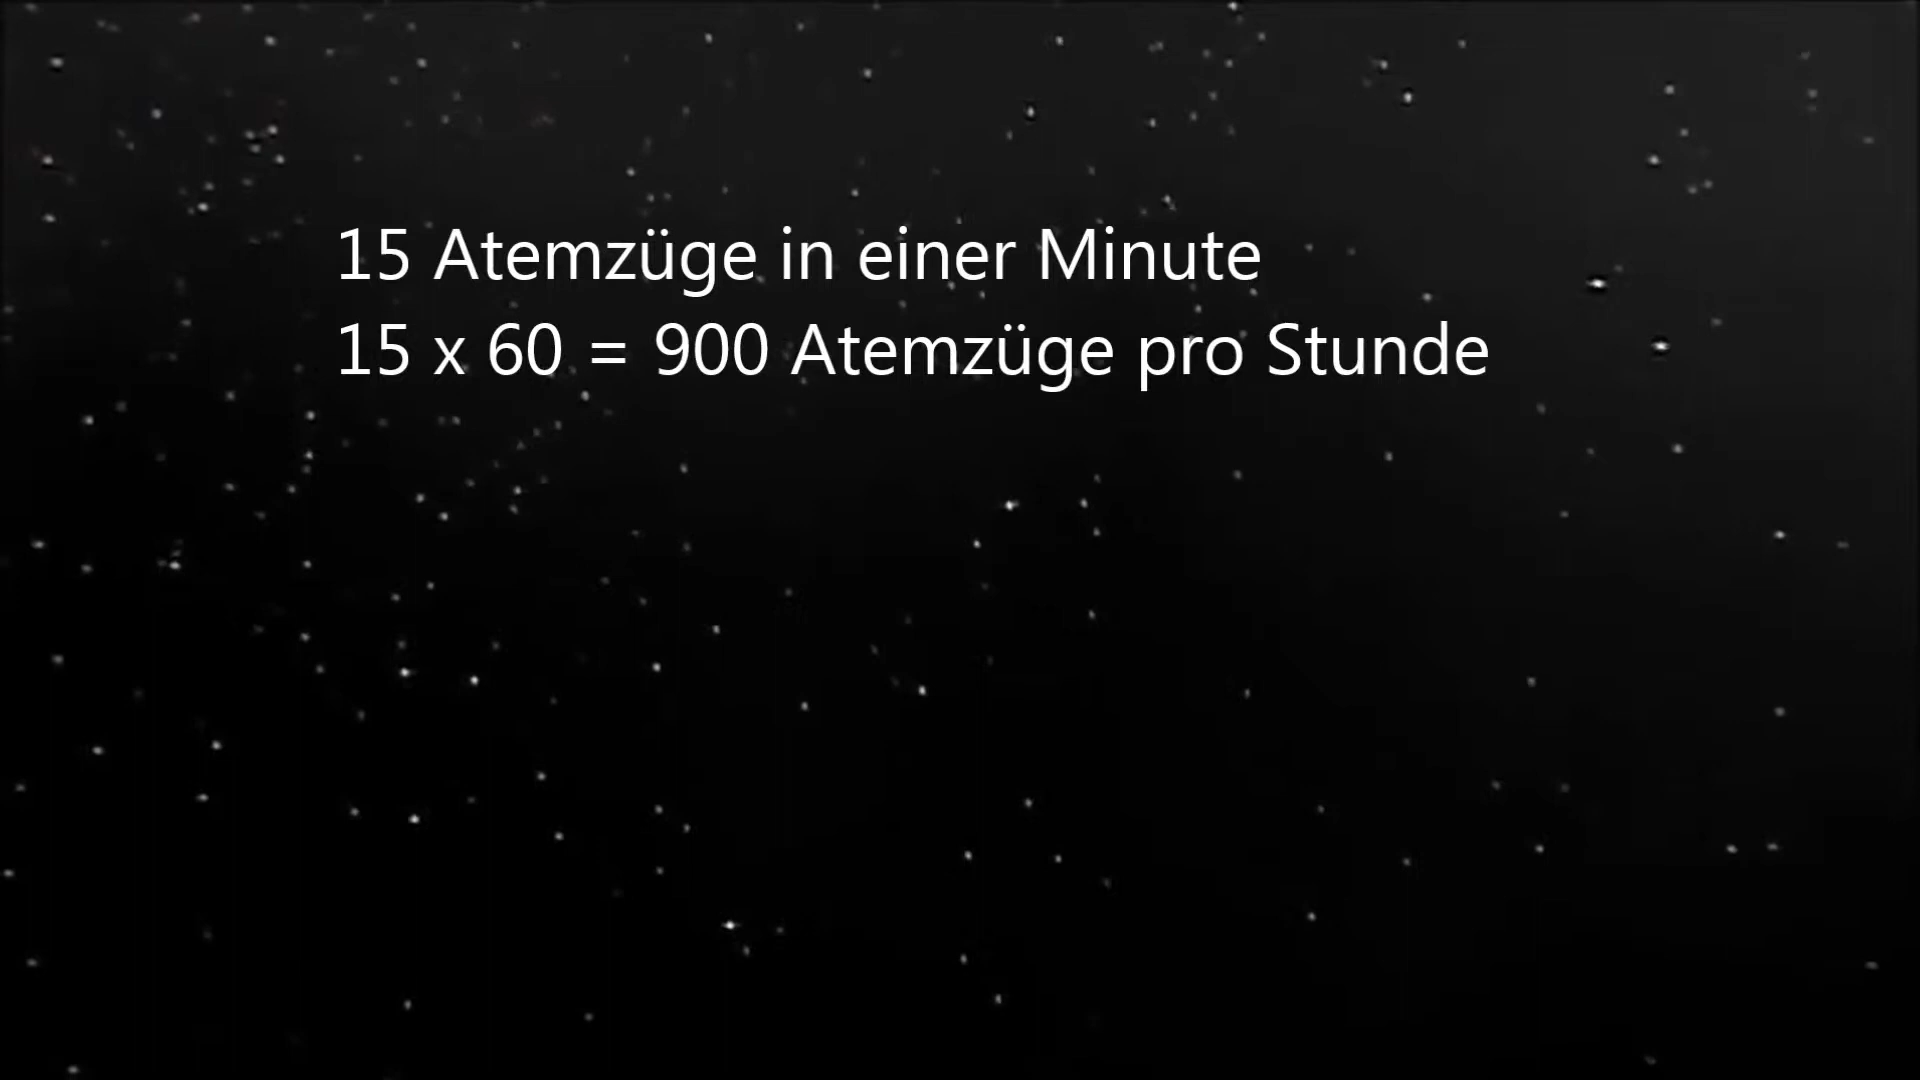 15 Atemzüge in einer Minute
15 x 60 = 900 Atemzüge pro Stunde